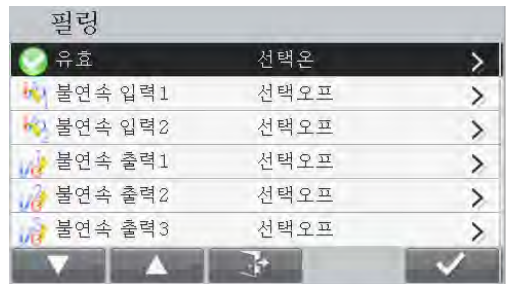 필링
유효 선택온
불연속 입력1 선택오프
불연속 입력2 선택오프
불연속 출력1 선택오프
불연속 출력2 선택오프
불연속 출력3 선택오프